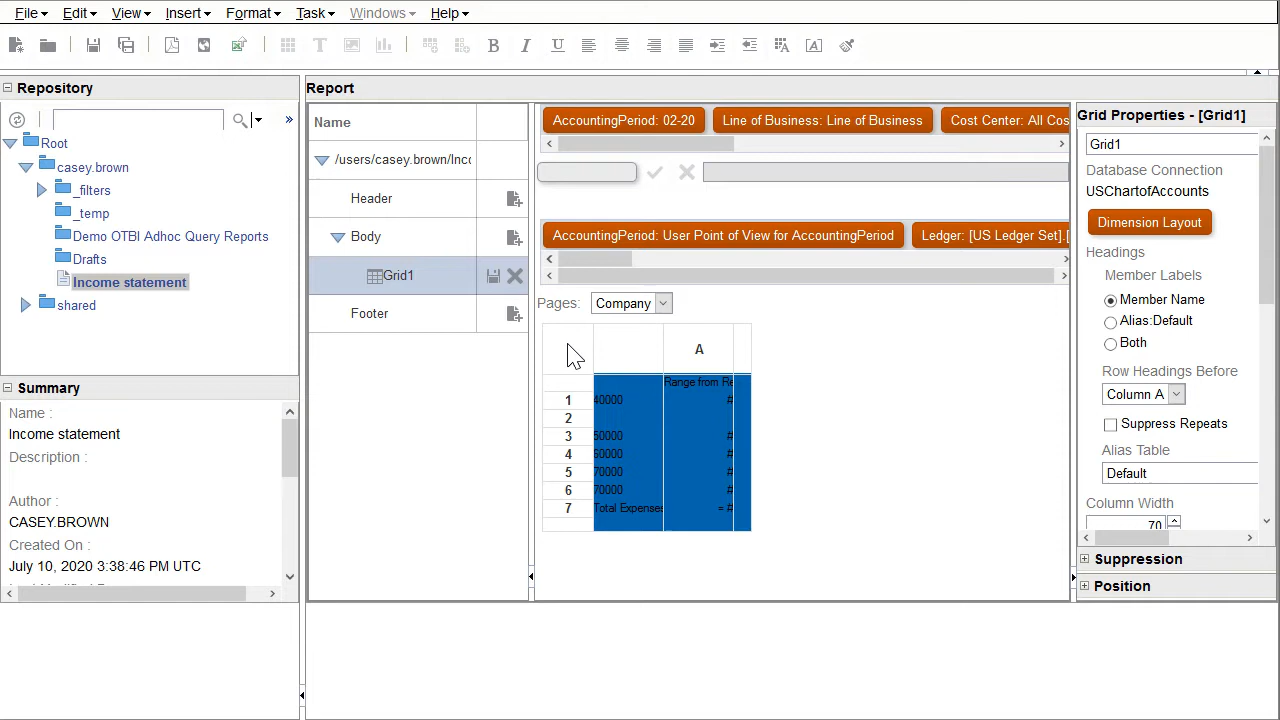 File Edit View Insert Format Task Windows Help
B I U
Repository
Root
casey.brown
_filters
_temp
Demo OTBI Adhoc Query Reports
Drafts
Income statement
shared
Summary
Name :
Income statement
Description :
Author :
CASEY.BROWN
Created On :
July 10, 2020 3:38:46 PM UTC
Report
Name
/users/casey.brown/Inco
Header
Body
Grid1
Footer
AccountingPeriod: 02-20 Line of Business: Line of Business Cost Center: All Cos
AccountingPeriod: User Point of View for AccountingPeriod Ledger: [US Ledger Set].[
Pages: Company
A
Range from Re
1 40000 #
2
3 50000 #
4 60000 #
5 70000 #
6 70000 #
7 Total Expenses = #
Grid Properties - [Grid1]
Grid1
Database Connection
USChartofAccounts
Dimension Layout
Headings
Member Labels
Member Name
Alias:Default
Both
Row Headings Before
Column A
Suppress Repeats
Alias Table
Default
Column Width
70
Suppression
Position